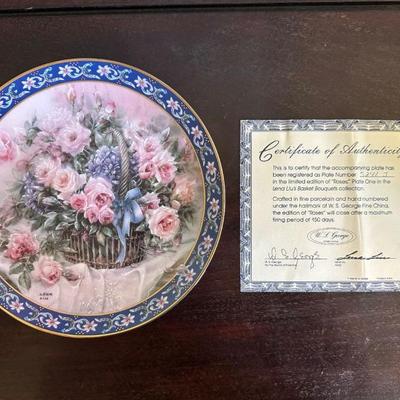 Certificate of Authenticity
This is to certify that the accompanying plate has
been registered as Plate Number
in the limited edition of "Roses," Plate One in the
Lena Liu's Basket Bouquets collection.
Crafted in fine porcelain and hand numbered
under the hallmark of W. S. George Fine China,
the edition of "Roses" will close after a maximum
firing period of 150 days.
W. S. George